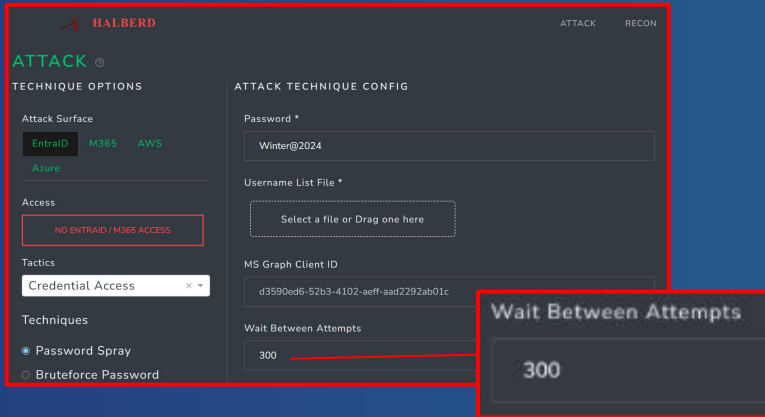 HALBERD
ATTACK RECON
ATTACK
TECHNIQUE OPTIONS
Attack Surface
EntraID M365 AWS
Azure
Access
NO ENTRAID / M365 ACCESS
Tactics
Credential Access
Techniques
Password Spray
Bruteforce Password
ATTACK TECHNIQUE CONFIG
Password *
Winter@2024
Username List File *
Select a file or Drag one here
MS Graph Client ID
d3590ed6-52b3-4102-aeff-aad2292ab01c
Wait Between Attempts
300
Wait Between Attempts
300